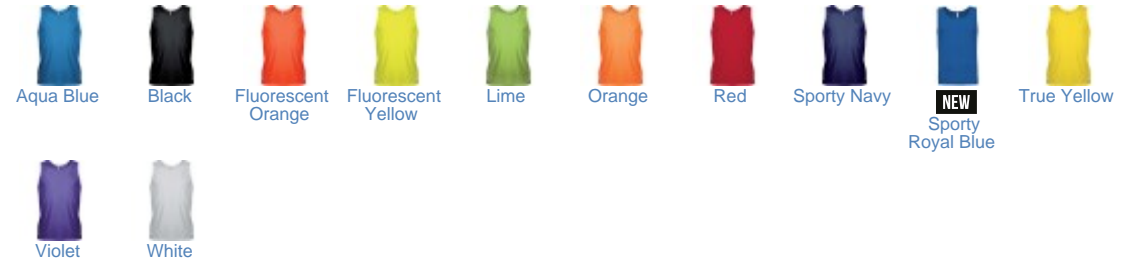 Aqua Blue
Black
Fluorescent
Orange
Fluorescent
Yellow
Lime
Orange
Red
Sporty Navy
NEW
Sporty
Royal Blue
True Yellow
Violet
White